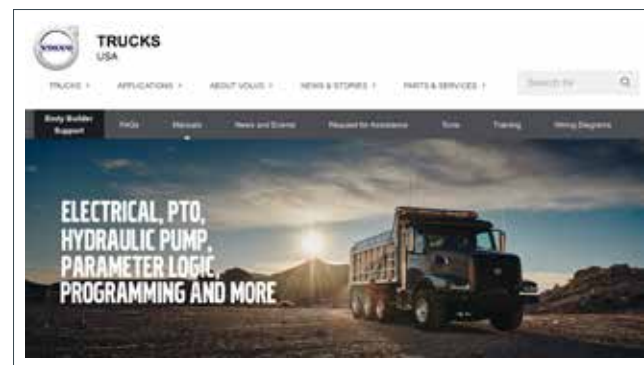 VOLVO
TRUCKS
USA
TRUCKS
APPLICATIONS
ABOUT VOLVO
NEWS & STORIES
PARTS & SERVICES
Search for
Body Builder
Support
FAQs
Manuals
News and Events
Request for Assistance
Tools
Training
Wiring Diagrams
ELECTRICAL, PTO,
HYDRAULIC PUMP,
PARAMETER LOGIC,
PROGRAMMING AND MORE